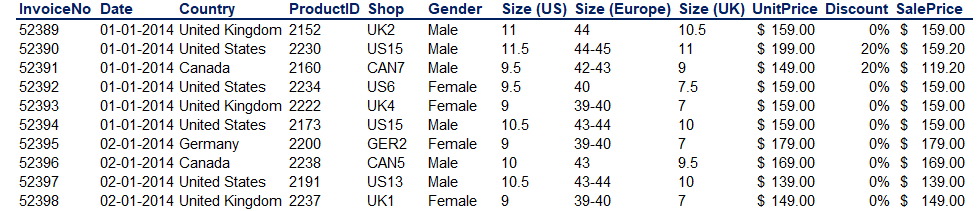 InvoiceNo Date Country ProductID Shop Gender Size (US) Size (Europe) Size (UK) UnitPrice Discount SalePrice
52389 01-01-2014 United Kingdom 2152 UK2 Male 11 44 10.5 $ 159.00 0% $ 159.00
52390 01-01-2014 United States 2230 US15 Male 11.5 44-45 11 $ 199.00 20% $ 159.20
52391 01-01-2014 Canada 2160 CAN7 Male 9.5 42-43 9 $ 149.00 20% $ 119.20
52392 01-01-2014 United States 2234 US6 Female 9.5 40 7.5 $ 159.00 0% $ 159.00
52393 01-01-2014 United Kingdom 2222 UK4 Female 9 39-40 7 $ 159.00 0% $ 159.00
52394 01-01-2014 United States 2173 US15 Male 10.5 43-44 10 $ 159.00 0% $ 159.00
52395 02-01-2014 Germany 2200 GER2 Female 9 39-40 7 $ 179.00 0% $ 179.00
52396 02-01-2014 Canada 2238 CAN5 Male 10 43 9.5 $ 169.00 0% $ 169.00
52397 02-01-2014 United States 2191 US13 Male 10.5 43-44 10 $ 139.00 0% $ 139.00
52398 02-01-2014 United Kingdom 2237 UK1 Female 9 39-40 7 $ 149.00 0% $ 149.00